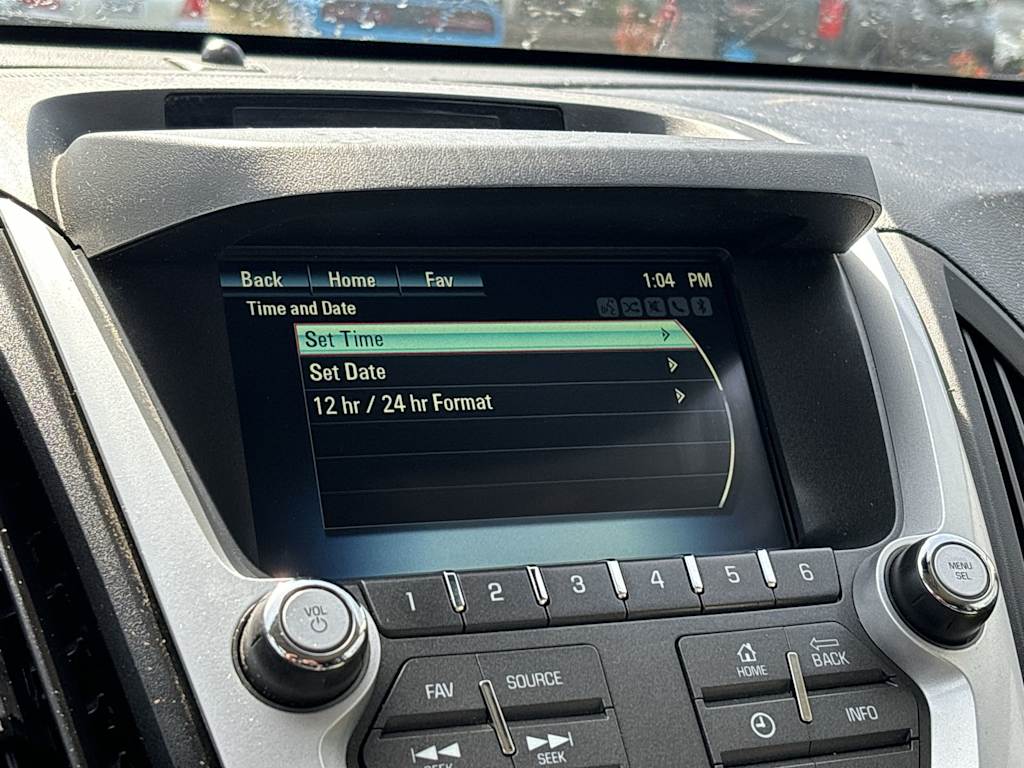 Back Home Fav 1:04 PM
Time and Date
Set Time
Set Date
12 hr / 24 hr Format
1 2 3 4 5 6
VOL
MENU
SEL
FAV SOURCE
HOME BACK
INFO
SEEK SEEK